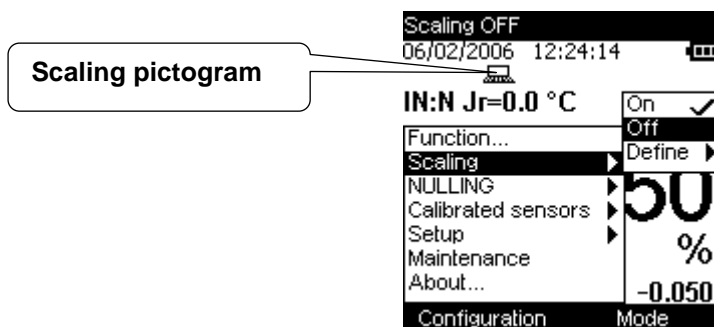 Scaling pictogram
Scaling OFF
06/02/2006 12:24:14
IN:N Jr=0.0 °C
On
Off
Define
Function...
Scaling
NULLING
Calibrated sensors
Setup
Maintenance
About...
50
%
-0.050
Configuration Mode